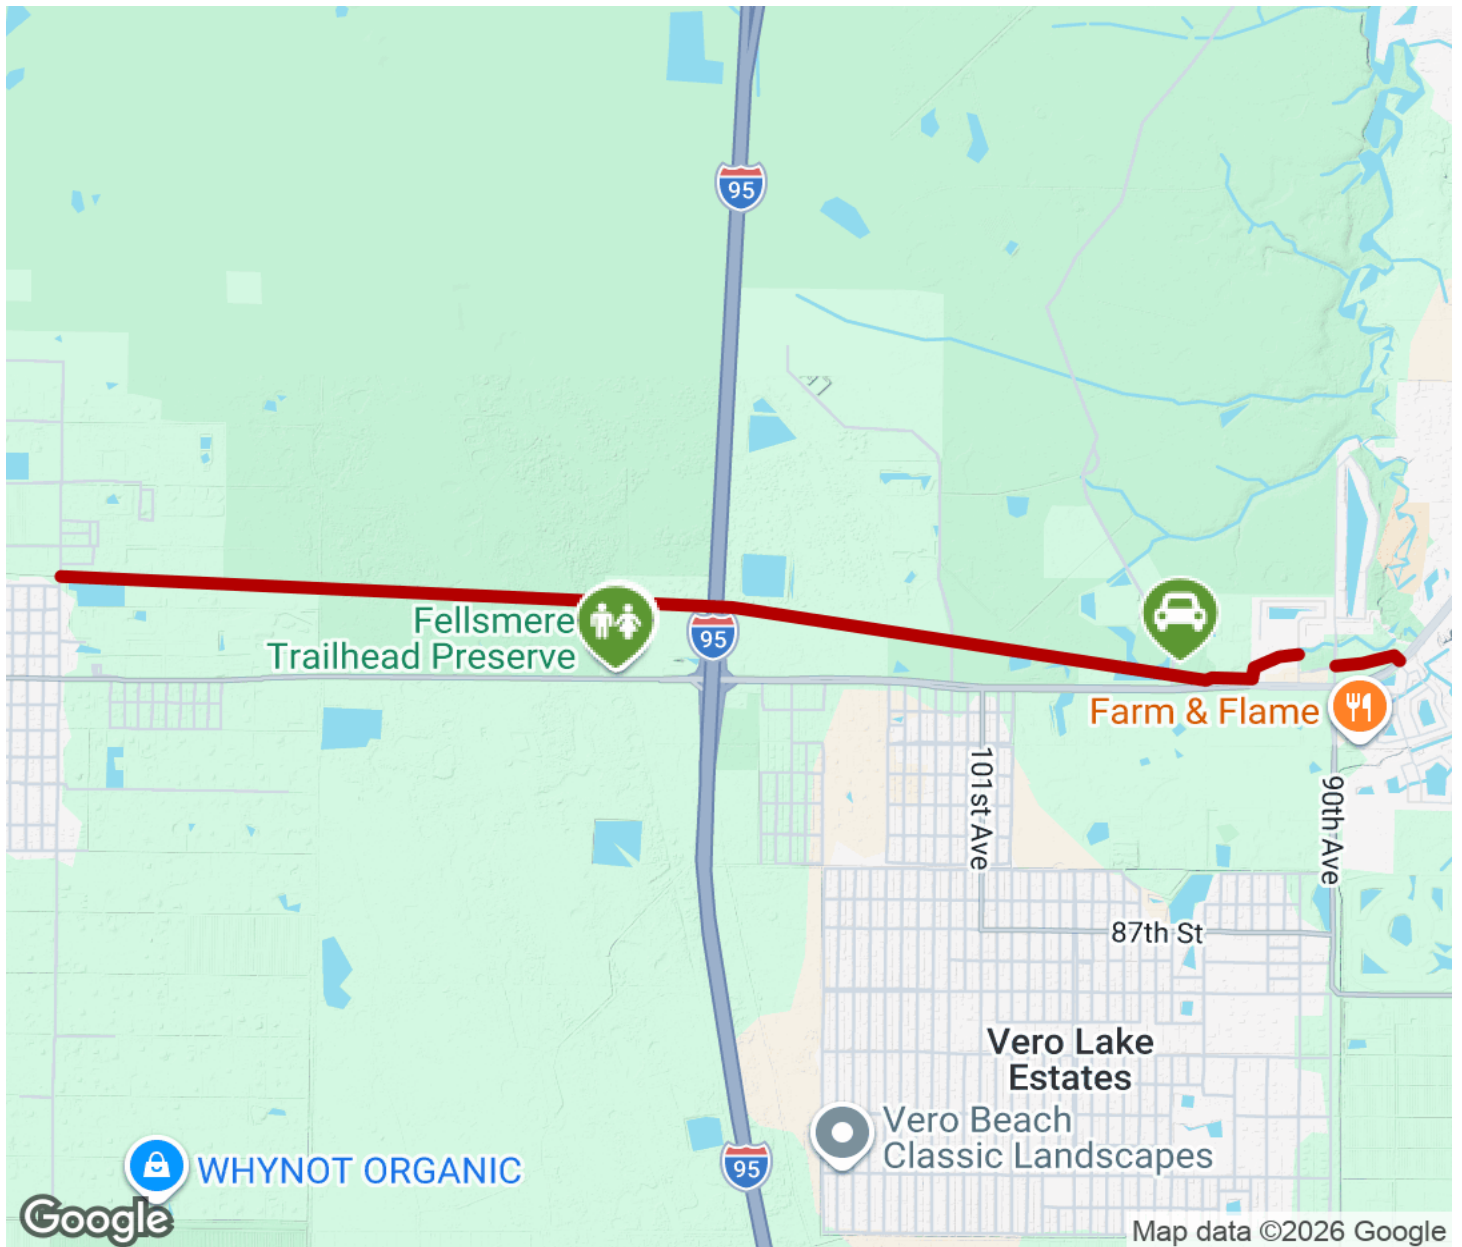 95
Fellsmere
Trailhead Preserve
95
Farm & Flame
101st Ave
90th Ave
87th St
Vero Lake
Estates
Vero Beach
Classic Landscapes
95
WHYNOT ORGANIC
Google
Map data ©2026 Google